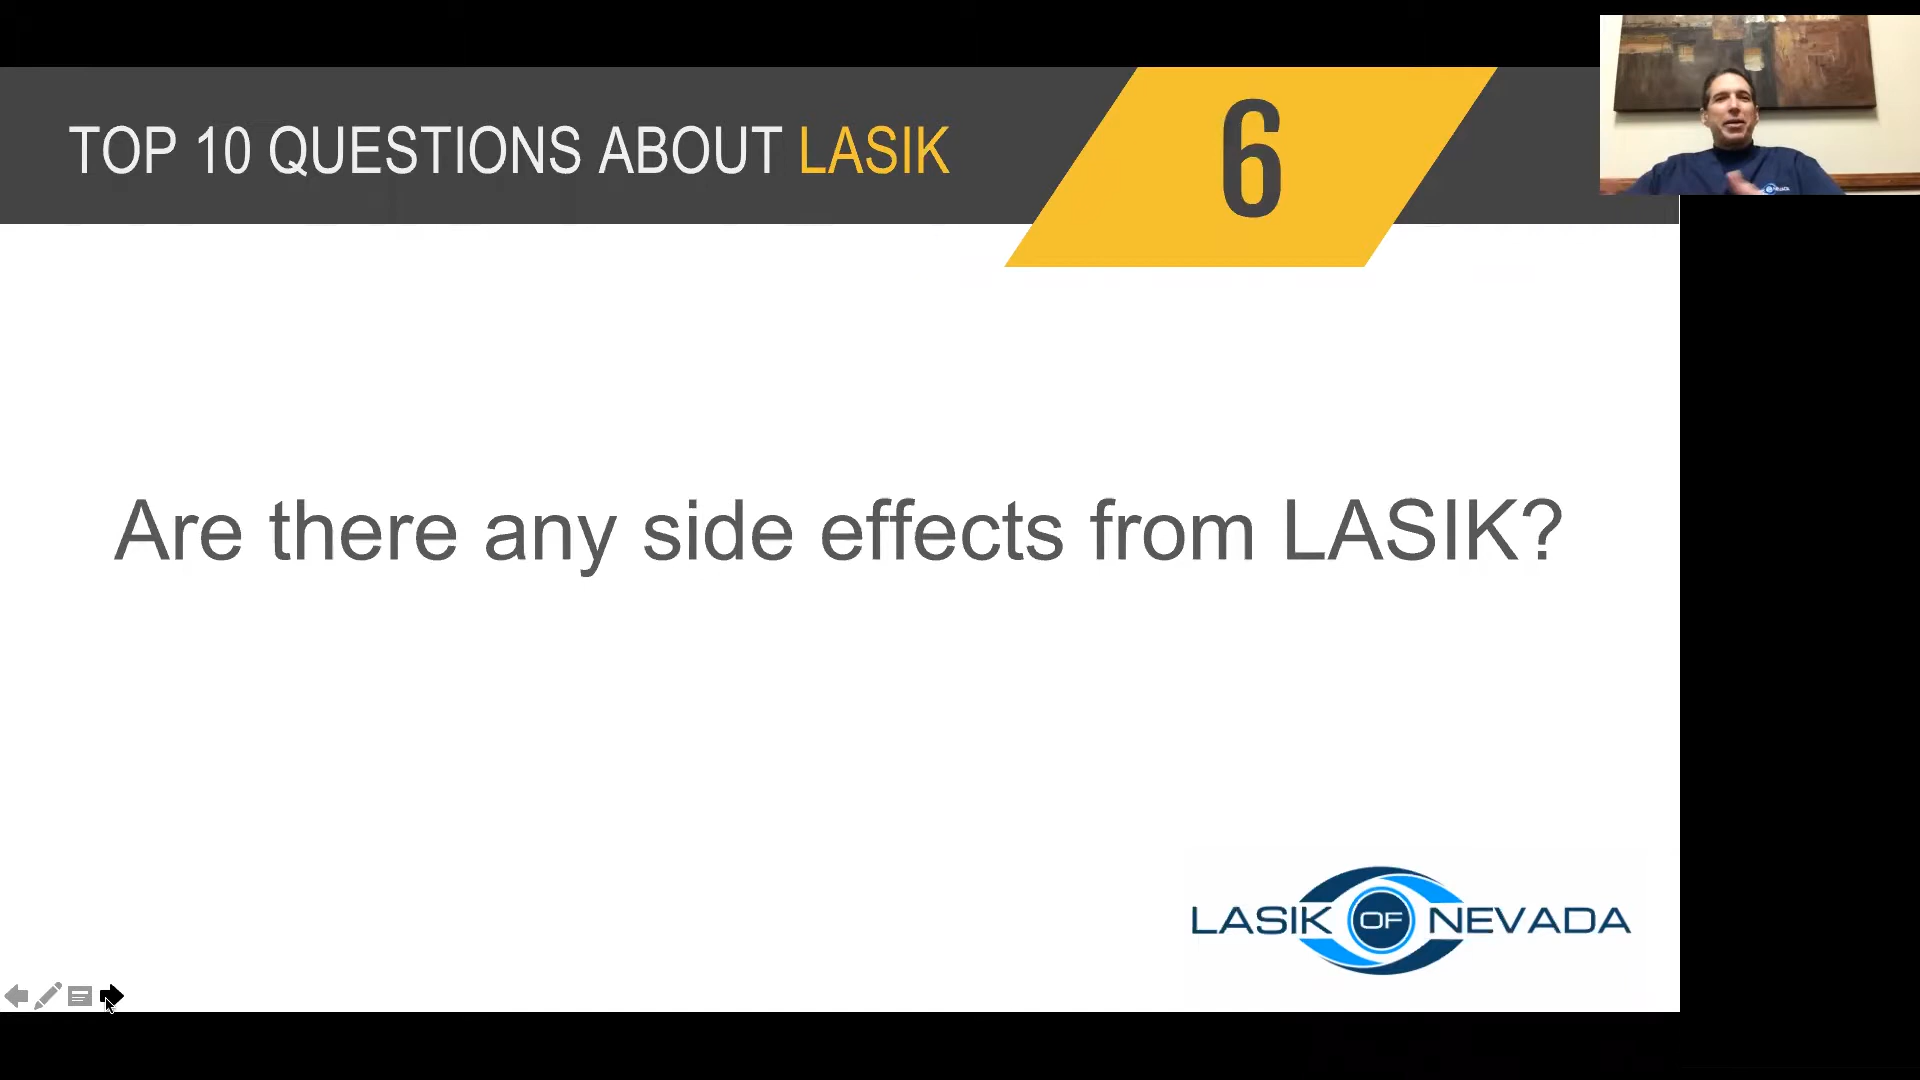 TOP 10 QUESTIONS ABOUT LASIK
6
Are there any side effects from LASIK?
LASIK OF NEVADA